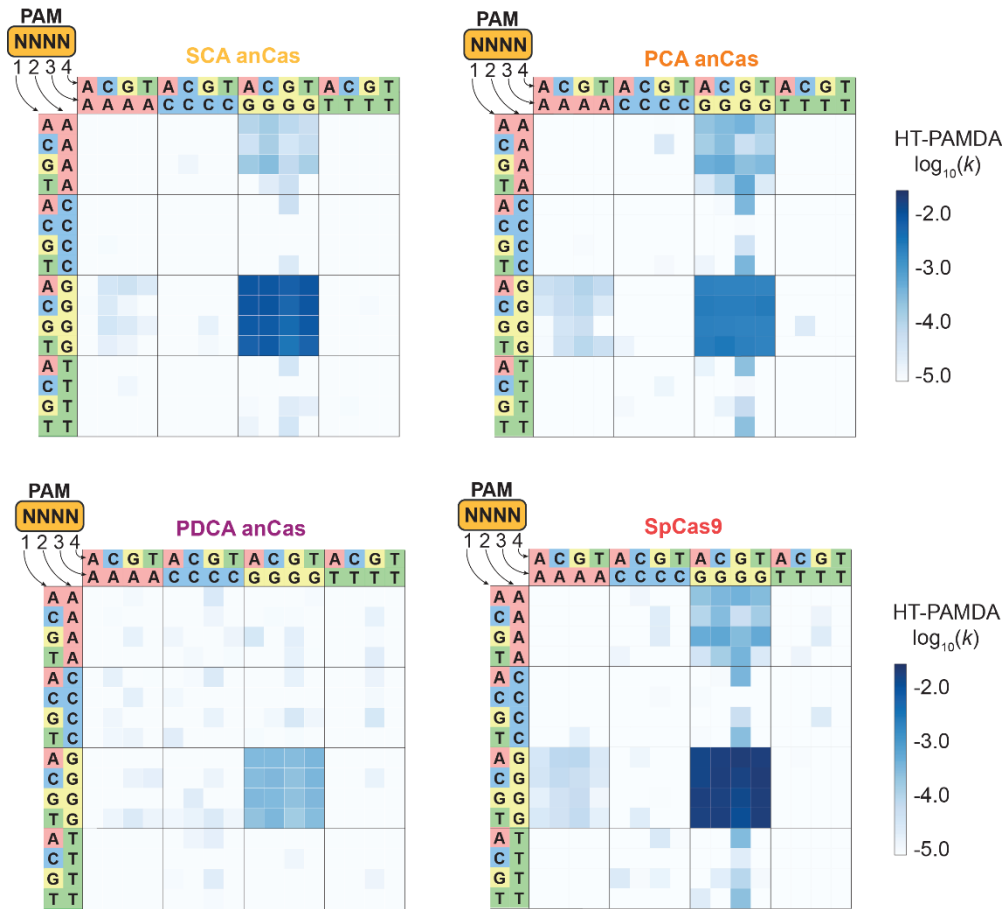 PAM
NNNN
1 2 3 4
SCA anCas
A C G T A C G T A C G T A C G T
A A A A C C C C G G G G T T T T
A A
C A
G A
T A
A C
C C
G C
T C
A G
C G
G G
T G
A T
C T
G T
T T
PAM
NNNN
1 2 3 4
PCA anCas
A C G T A C G T A C G T A C G T
A A A A C C C C G G G G T T T T
A A
C A
G A
T A
A C
C C
G C
T C
A G
C G
G G
T G
A T
C T
G T
T T
HT-PAMDA
log10(k)
-2.0
-3.0
-4.0
-5.0
PAM
NNNN
1 2 3 4
PDCA anCas
A C G T A C G T A C G T A C G T
A A A A C C C C G G G G T T T T
A A
C A
G A
T A
A C
C C
G C
T C
A G
C G
G G
T G
A T
C T
G T
T T
PAM
NNNN
1 2 3 4
SpCas9
A C G T A C G T A C G T A C G T
A A A A C C C C G G G G T T T T
A A
C A
G A
T A
A C
C C
G C
T C
A G
C G
G G
T G
A T
C T
G T
T T
HT-PAMDA
log10(k)
-2.0
-3.0
-4.0
-5.0